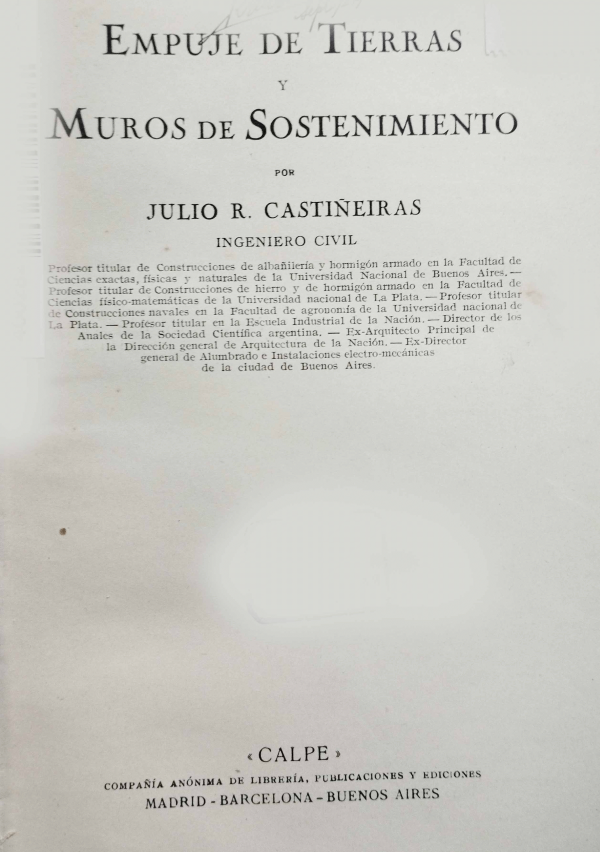 EMPUJE DE TIERRAS
Y
MUROS DE SOSTENIMIENTO
POR
JULIO R. CASTIÑEIRAS
INGENIERO CIVIL
Profesor titular de Construcciones de albañilería y hormigón armado en la Facultad de
Ciencias exactas, físicas y naturales de la Universidad Nacional de Buenos Aires. —
Profesor titular de Construcciones de hierro y de hormigón armado en la Facultad de
Ciencias físico-matemáticas de la Universidad nacional de La Plata. — Profesor titular
de Construcciones navales en la Facultad de agronomía de la Universidad nacional de
La Plata. — Profesor titular en la Escuela Industrial de la Nación. — Director de los
Anales de la Sociedad Científica argentina. — Ex-Arquitecto Principal de
la Dirección general de Arquitectura de la Nación. — Ex-Director
general de Alumbrado e Instalaciones electro-mecánicas
de la ciudad de Buenos Aires.
« CALPE »
COMPAÑÍA ANÓNIMA DE LIBRERÍA, PUBLICACIONES Y EDICIONES
MADRID - BARCELONA - BUENOS AIRES